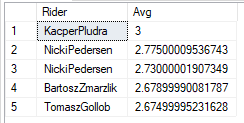 Rider Avg
1 KacperPludra 3
2 NickiPedersen 2.77500009536743
3 NickiPedersen 2.73000001907349
4 BartoszZmarzlik 2.67899990081787
5 TomaszGollob 2.67499995231628